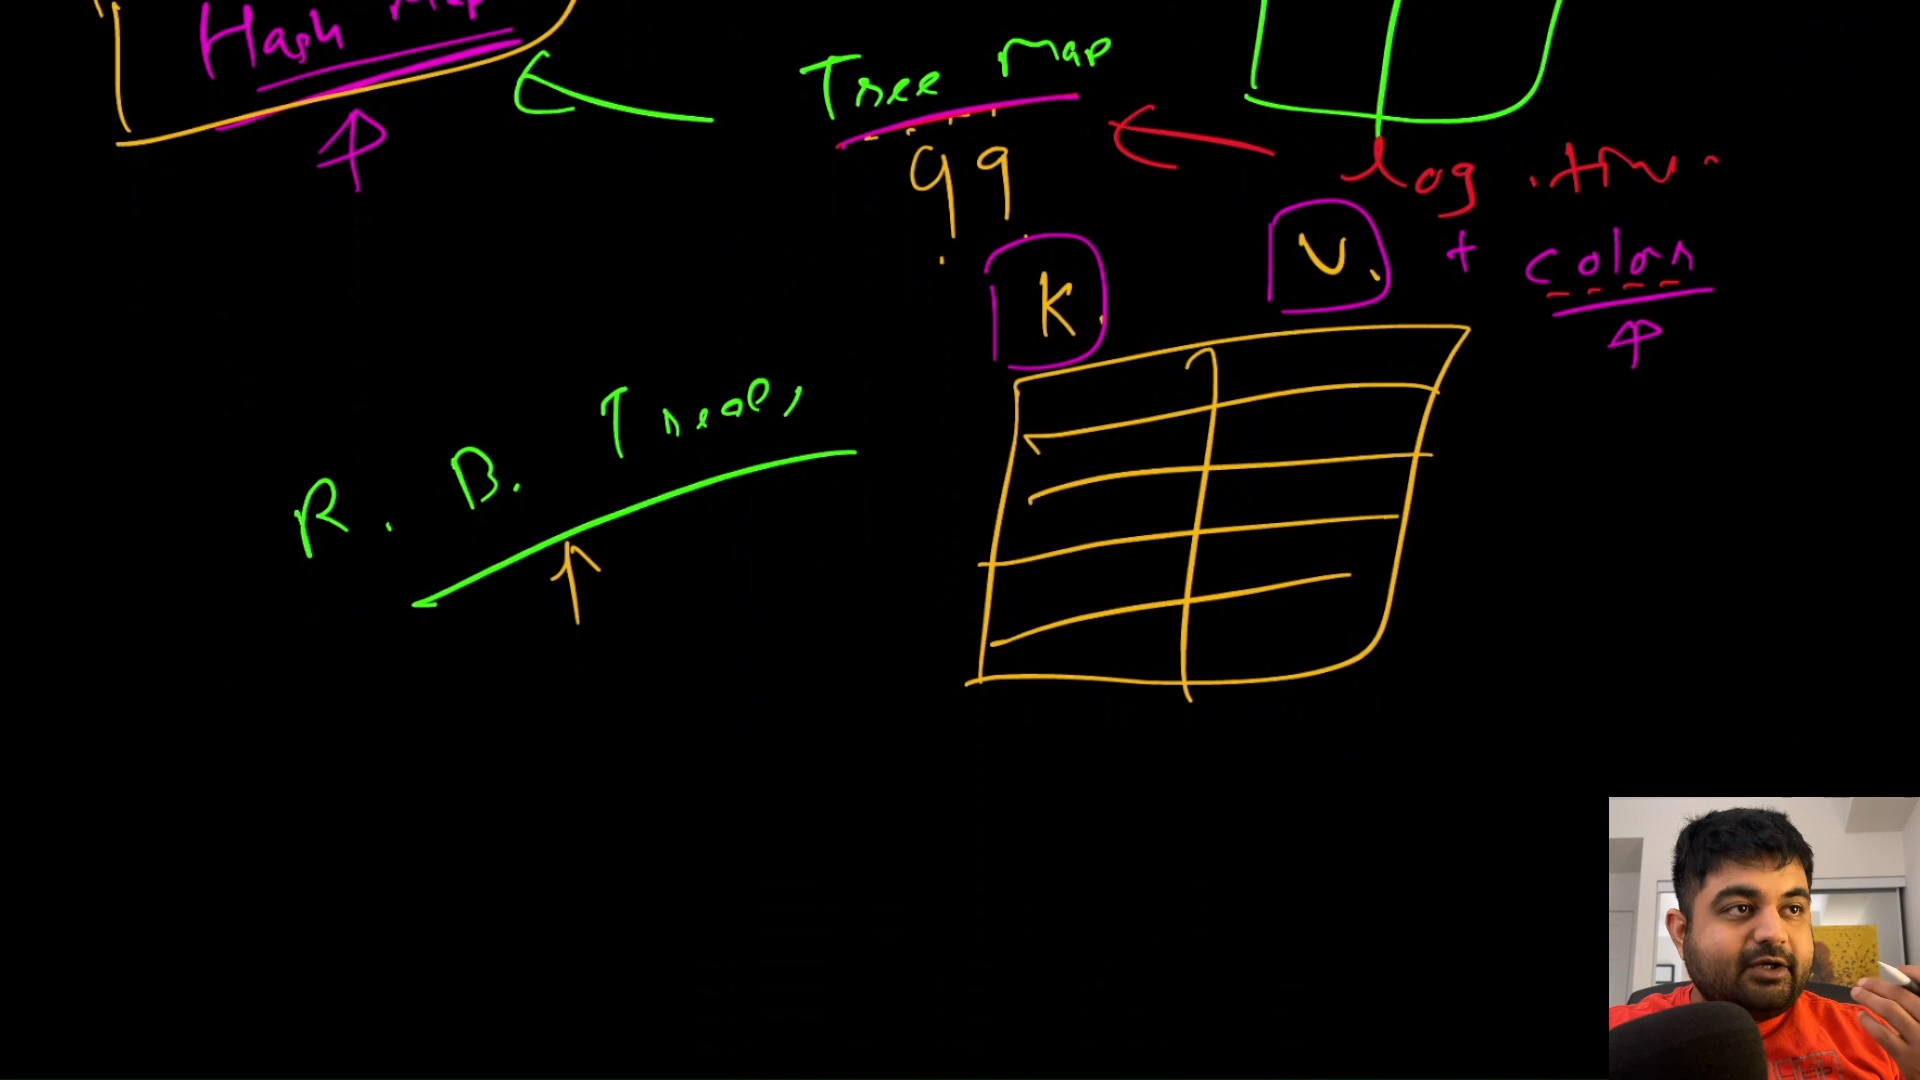 Hash Map
Tree Map
99
log time
K V. + color
R. B. Trees